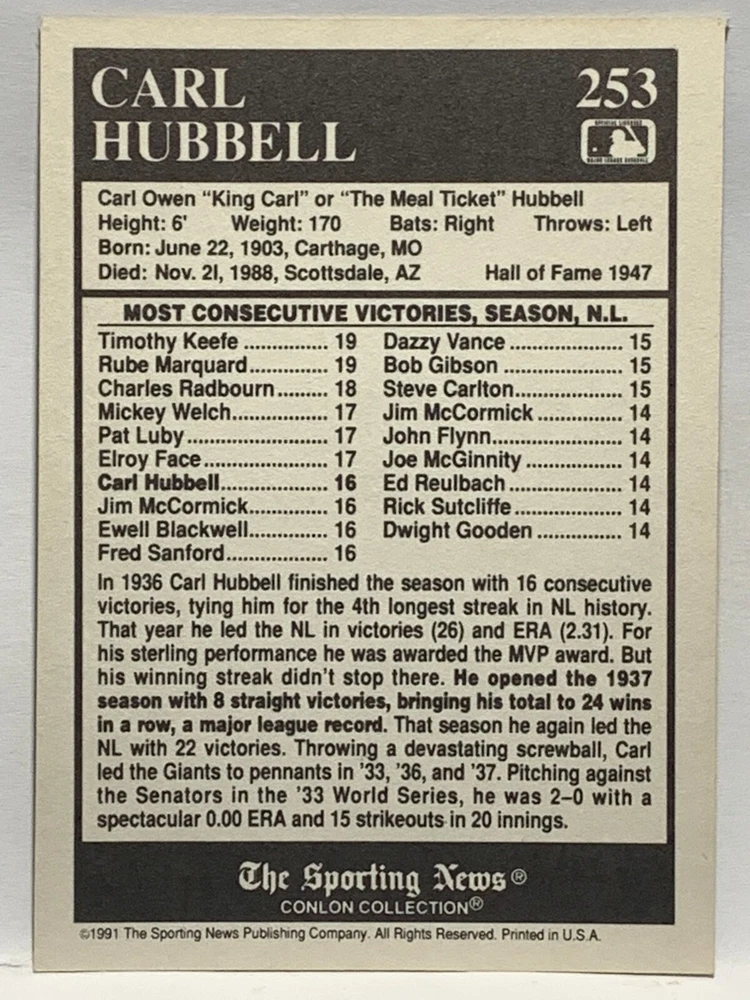 CARL
HUBBELL
253
OFFICIAL LICENSEE
MAJOR LEAGUE BASEBALL
Carl Owen “King Carl” or “The Meal Ticket” Hubbell
Height: 6' Weight: 170 Bats: Right Throws: Left
Born: June 22, 1903, Carthage, MO
Died: Nov. 21, 1988, Scottsdale, AZ Hall of Fame 1947
MOST CONSECUTIVE VICTORIES, SEASON, N.L.
Timothy Keefe ............... 19
Rube Marquard.............. 19
Charles Radbourn......... 18
Mickey Welch................. 17
Pat Luby......................... 17
Elroy Face...................... 17
Carl Hubbell................... 16
Jim McCormick.............. 16
Ewell Blackwell.............. 16
Fred Sanford.................. 16
Dazzy Vance .................... 15
Bob Gibson ..................... 15
Steve Carlton................... 15
Jim McCormick ............... 14
John Flynn....................... 14
Joe McGinnity ................. 14
Ed Reulbach .................... 14
Rick Sutcliffe................... 14
Dwight Gooden ............... 14
In 1936 Carl Hubbell finished the season with 16 consecutive
victories, tying him for the 4th longest streak in NL history.
That year he led the NL in victories (26) and ERA (2.31). For
his sterling performance he was awarded the MVP award. But
his winning streak didn’t stop there. He opened the 1937
season with 8 straight victories, bringing his total to 24 wins
in a row, a major league record. That season he again led the
NL with 22 victories. Throwing a devastating screwball, Carl
led the Giants to pennants in ’33, ’36, and ’37. Pitching against
the Senators in the ’33 World Series, he was 2–0 with a
spectacular 0.00 ERA and 15 strikeouts in 20 innings.
The Sporting News®
CONLON COLLECTION®
©1991 The Sporting News Publishing Company. All Rights Reserved. Printed in U.S.A.